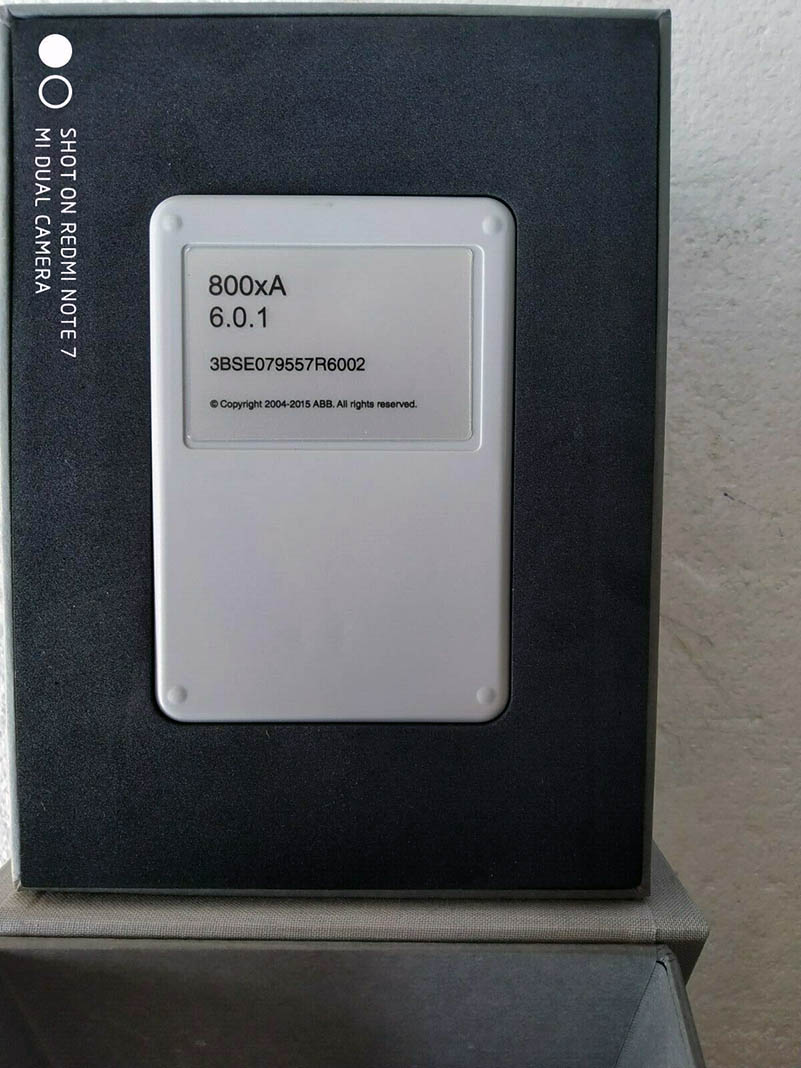 SHOT ON REDMI NOTE 7
MI DUAL CAMERA
800xA
6.0.1
3BSE079557R6002
© Copyright 2004-2015 ABB. All rights reserved.